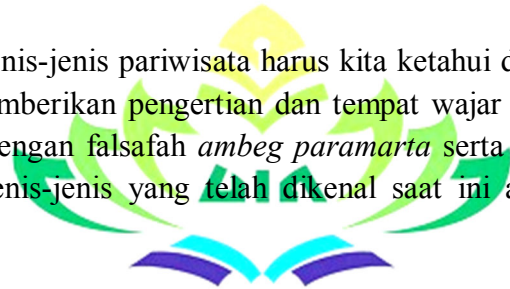 nis-jenis pariwisata harus kita ketahui d
mberikan pengertian dan tempat wajar
engan falsafah ambeg paramarta serta
enis-jenis yang telah dikenal saat ini a